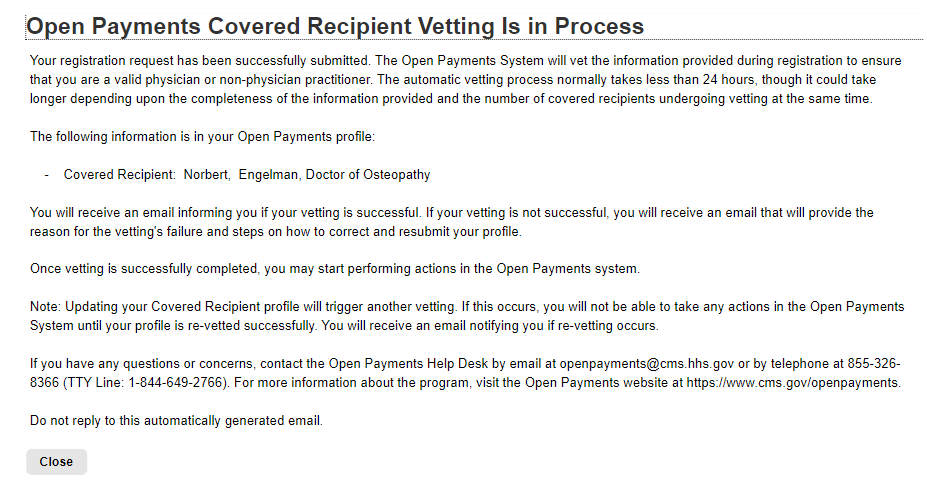 Open Payments Covered Recipient Vetting Is in Process
Your registration request has been successfully submitted. The Open Payments System will vet the information provided during registration to ensure
that you are a valid physician or non-physician practitioner. The automatic vetting process normally takes less than 24 hours, though it could take
longer depending upon the completeness of the information provided and the number of covered recipients undergoing vetting at the same time.
The following information is in your Open Payments profile:
- Covered Recipient: Norbert, Engelman, Doctor of Osteopathy
You will receive an email informing you if your vetting is successful. If your vetting is not successful, you will receive an email that will provide the
reason for the vetting's failure and steps on how to correct and resubmit your profile.
Once vetting is successfully completed, you may start performing actions in the Open Payments system.
Note: Updating your Covered Recipient profile will trigger another vetting. If this occurs, you will not be able to take any actions in the Open Payments
System until your profile is re-vetted successfully. You will receive an email notifying you if re-vetting occurs.
If you have any questions or concerns, contact the Open Payments Help Desk by email at openpayments@cms.hhs.gov or by telephone at 855-326-
8366 (TTY Line: 1-844-649-2766). For more information about the program, visit the Open Payments website at https://www.cms.gov/openpayments.
Do not reply to this automatically generated email.
Close